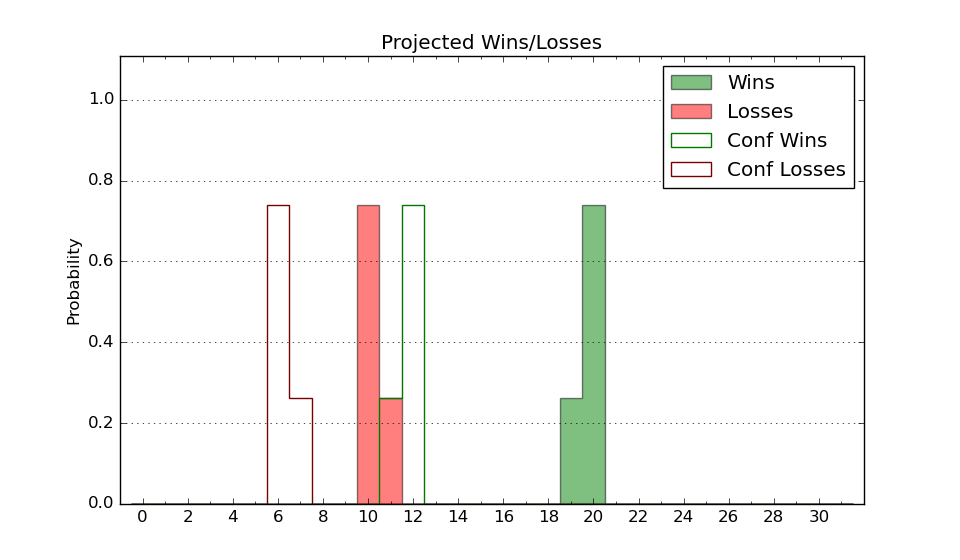 Projected Wins/Losses
Wins
Losses
Conf Wins
Conf Losses
Probability
1.0
0.8
0.6
0.4
0.2
0.0
0 2 4 6 8 10 12 14 16 18 20 22 24 26 28 30